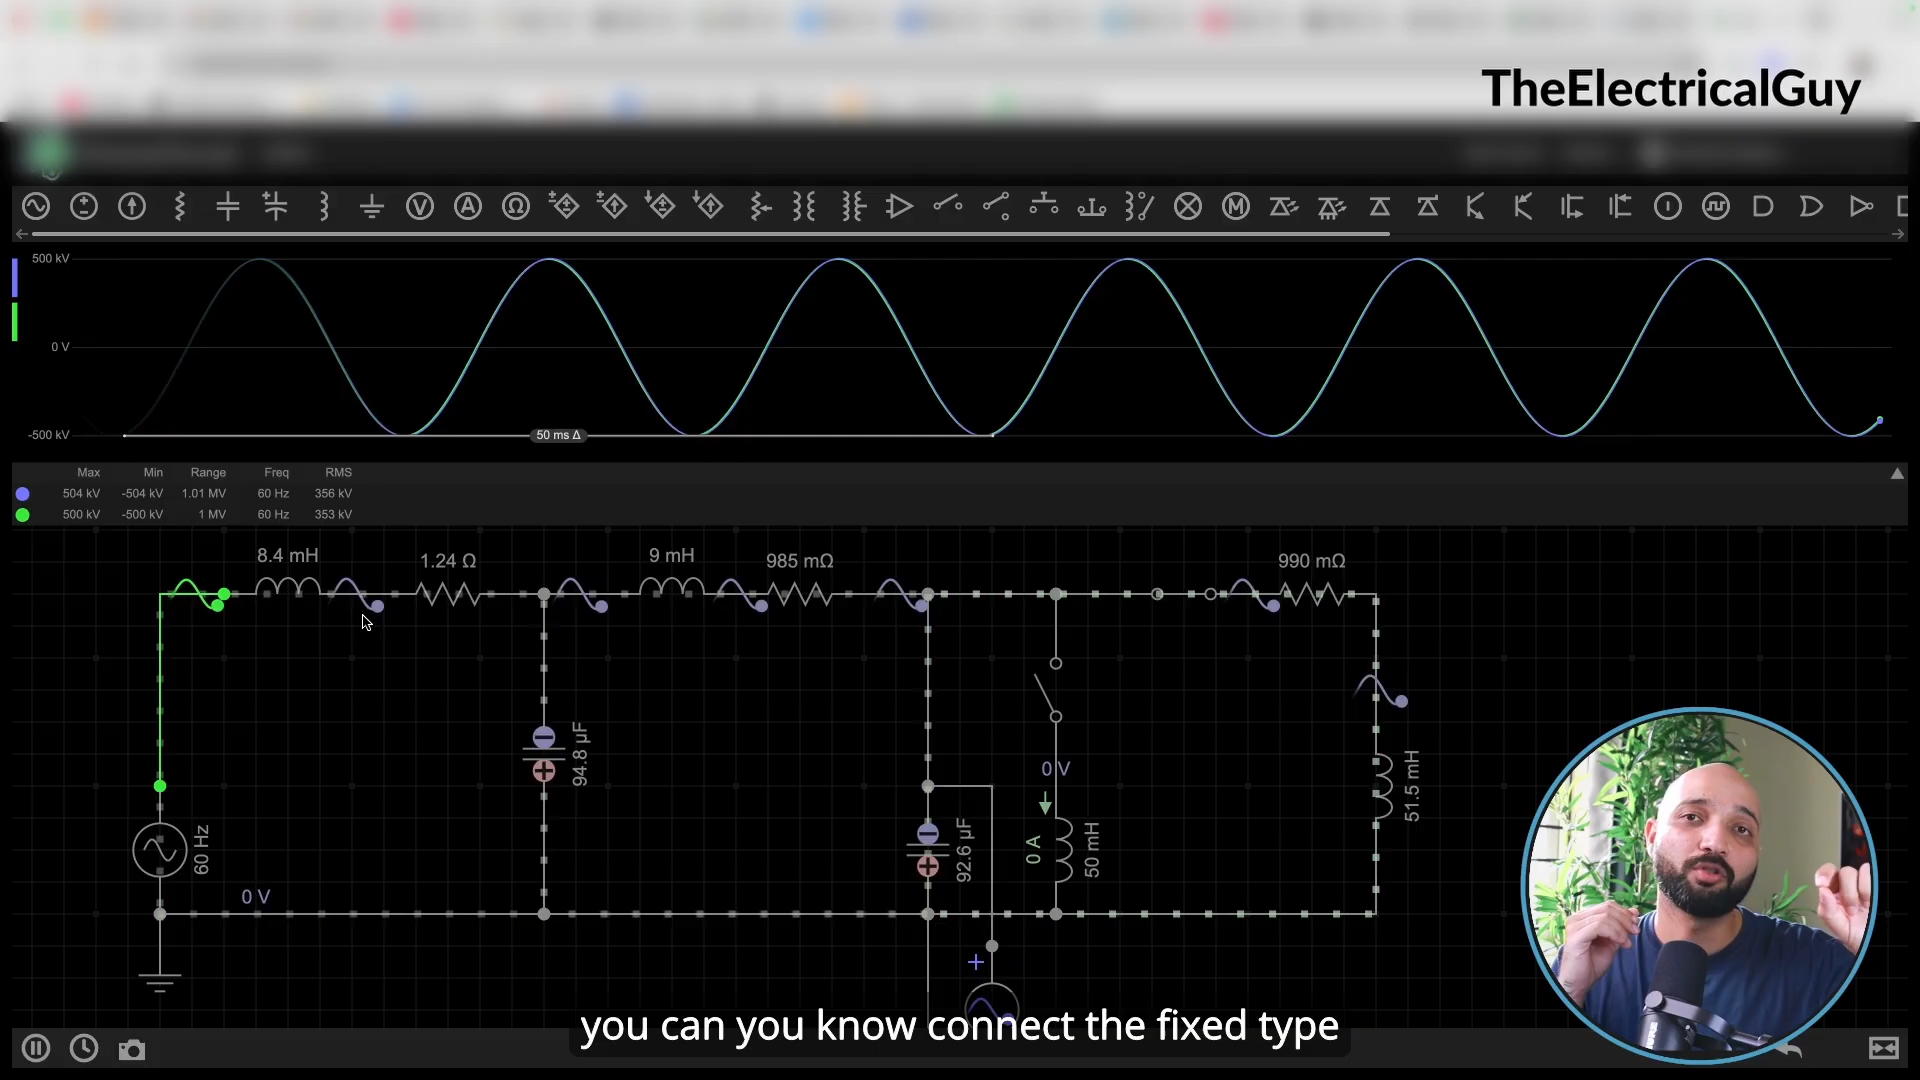 TheElectricalGuy
500 kV
0 V
-500 kV
50 ms Δ
Max Min Range Freq RMS
504 kV -504 kV 1.01 MV 60 Hz 356 kV
500 kV -500 kV 1 MV 60 Hz 353 kV
8.4 mH
1.24 Ω
9 mH
985 mΩ
990 mΩ
94.8 µF
92.6 µF
0 V
0 A
50 mH
51.5 mH
60 Hz
0 V
you can you know connect the fixed type